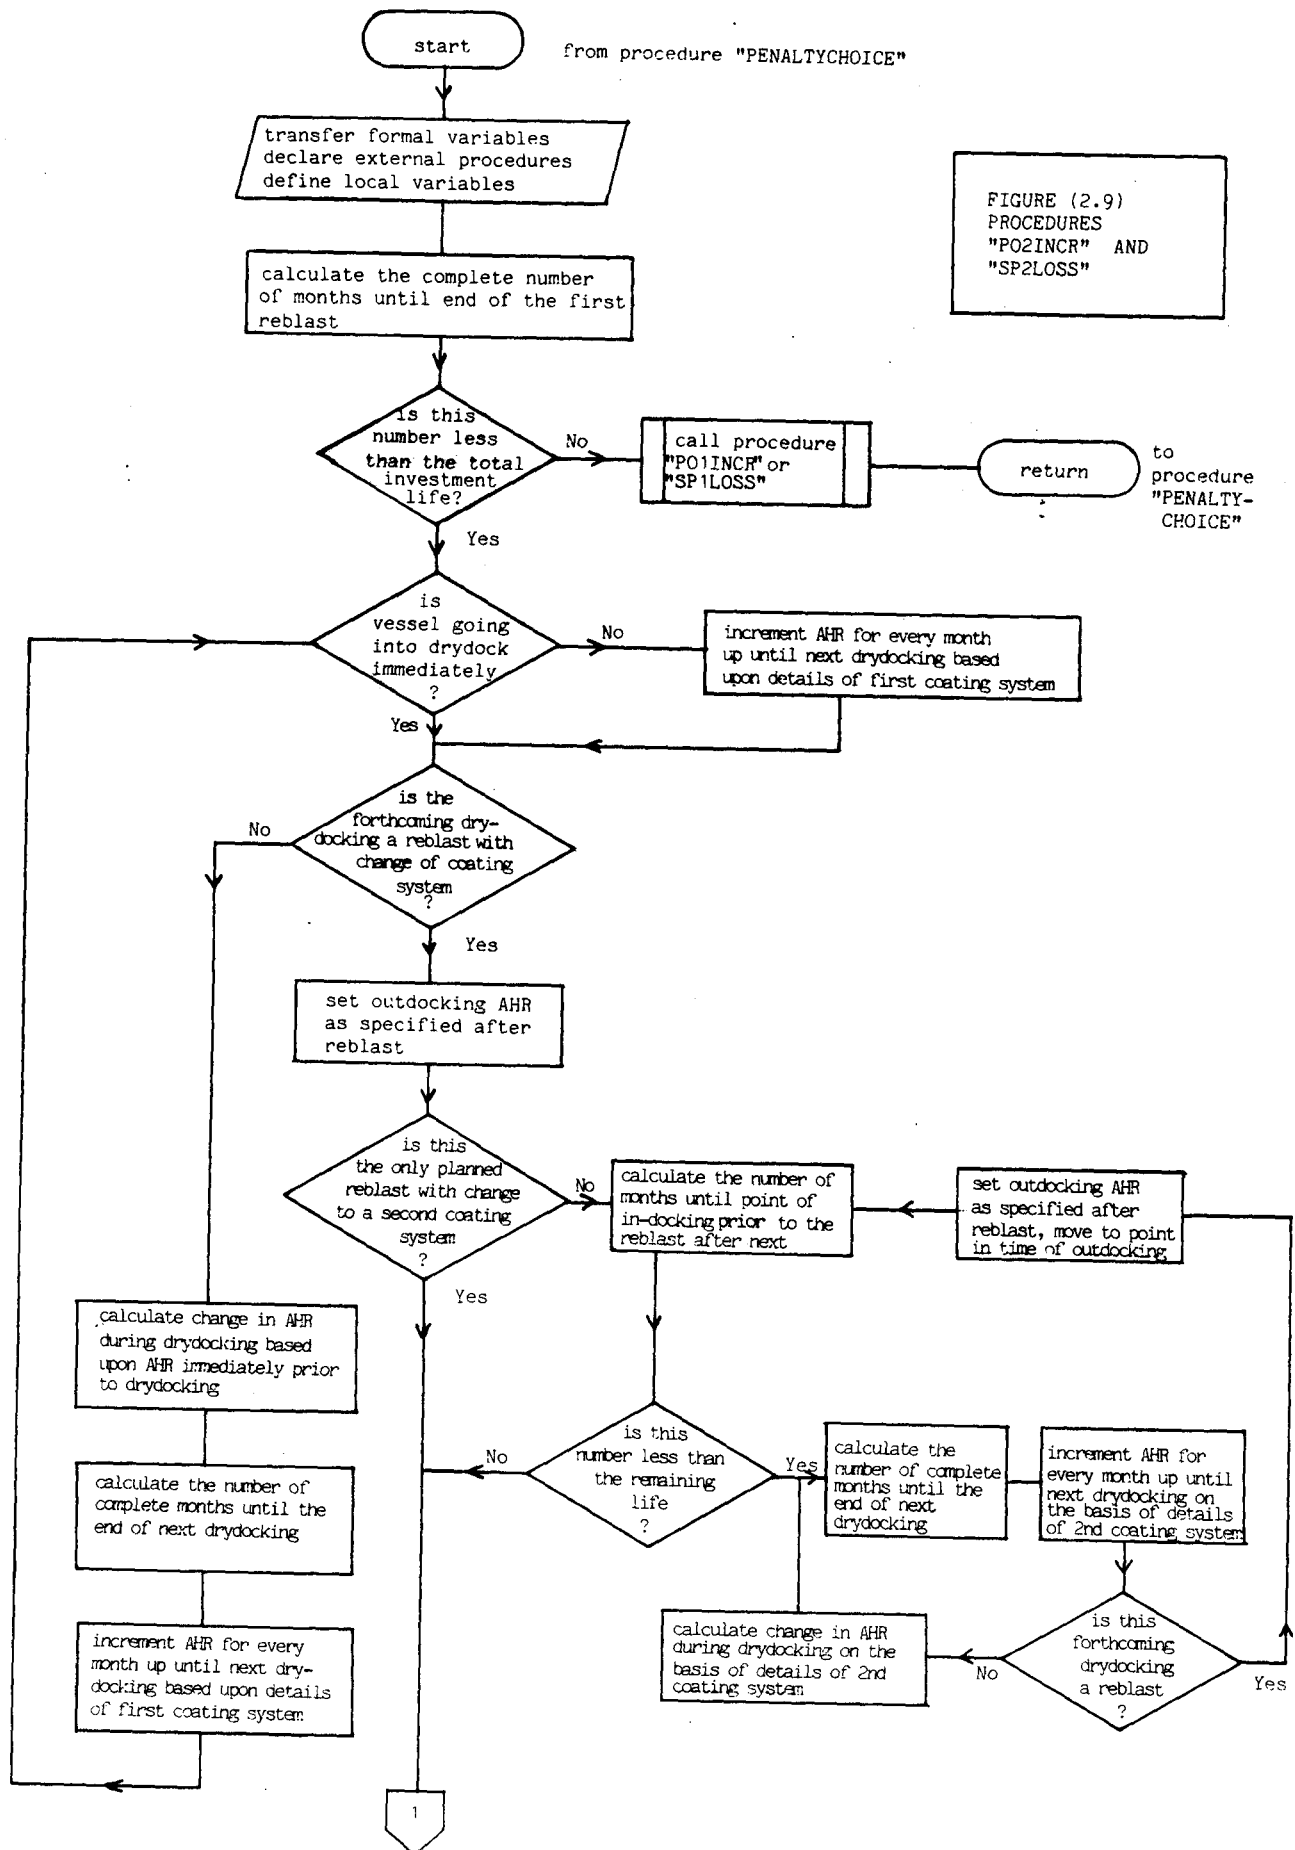 start
from procedure "PENALTYCHOICE"
transfer formal variables
declare external procedures
define local variables
FIGURE (2.9)
PROCEDURES
"PO2INCR" AND
"SP2LOSS"
calculate the complete number
of months until end of the first
reblast
is this
number less
than the total
investment
life?
No
call procedure
"PO1INCR" or
"SP1LOSS"
return
to
procedure
"PENALTY-
CHOICE"
Yes
is
vessel going
into drydock
immediately
?
No
increment AHR for every month
up until next drydocking based
upon details of first coating system
Yes
is the
forthcoming dry-
docking a reblast with
change of coating
system
?
No
Yes
set outdocking AHR
as specified after
reblast
is this
the only planned
reblast with change
to a second coating
system
?
No
calculate the number of
months until point of
in-docking prior to the
reblast after next
set outdocking AHR
as specified after
reblast, move to point
in time of outdocking
Yes
calculate change in AHR
during drydocking based
upon AHR immediately prior
to drydocking
is this
number less than
the remaining
life
?
No
Yes
calculate the
number of complete
months until the
end of next
drydocking
increment AHR for
every month up until
next drydocking on
the basis of details
of 2nd coating system
calculate the number of
complete months until the
end of next drydocking
is this
forthcoming
drydocking
a reblast
?
No
Yes
calculate change in AHR
during drydocking on the
basis of details of 2nd
coating system
increment AHR for every
month up until next dry-
docking based upon details
of first coating system
1